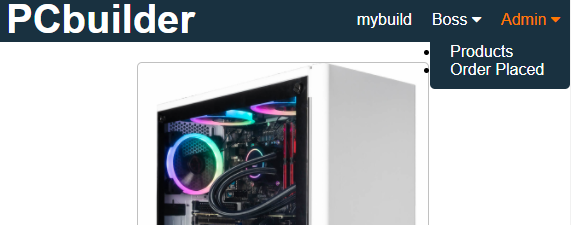 PCbuilder
mybuild Boss Admin
Products
Order Placed